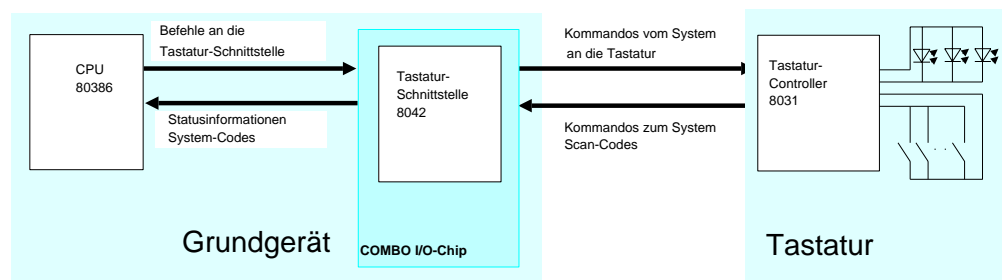 Befehle an die
Tastatur-Schnittstelle
CPU
80386
Statusinformationen
System-Codes
Tastatur-
Schnittstelle
8042
Kommandos vom System
an die Tastatur
Kommandos zum System
Scan-Codes
Tastatur-
Controller
8031
Grundgerät
COMBO I/O-Chip
Tastatur